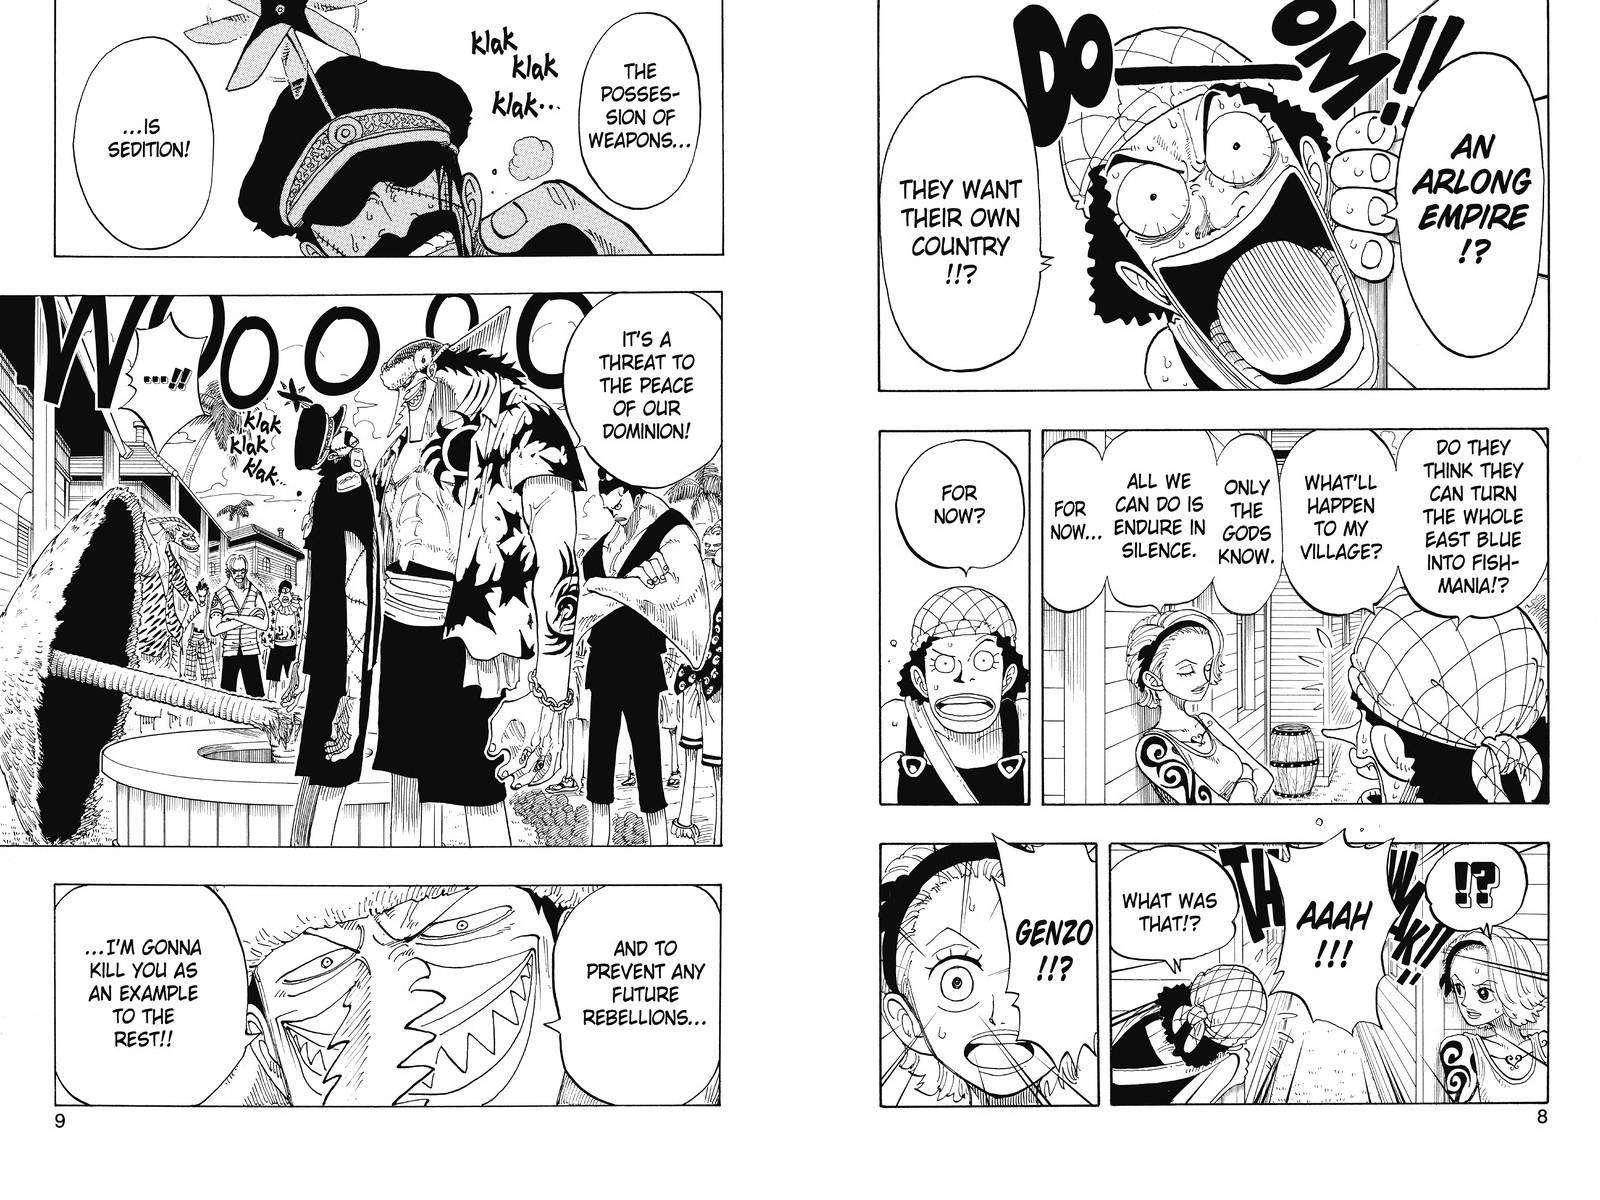 DOOM!!
AN
ARLONG
EMPIRE
!?
THEY WANT
THEIR OWN
COUNTRY
!!?
DO THEY
THINK THEY
CAN TURN
THE WHOLE
EAST BLUE
INTO FISH-
MANIA!?
WHAT'LL
HAPPEN
TO MY
VILLAGE?
ONLY
THE
GODS
KNOW.
ALL WE
CAN DO IS
ENDURE IN
SILENCE.
FOR
NOW...
FOR
NOW?
!?
THWAK!!
AAAH
!!!
WHAT WAS
THAT!?
GENZO
!!?
8
THE
POSSES-
SION OF
WEAPONS...
klak
klak
klak...
...IS
SEDITION!
IT'S A
THREAT TO
THE PEACE
OF OUR
DOMINION!
WOOOOO
...!!
klak
klak
klak...
AND TO
PREVENT ANY
FUTURE
REBELLIONS...
...I'M GONNA
KILL YOU AS
AN EXAMPLE
TO THE
REST!!
9